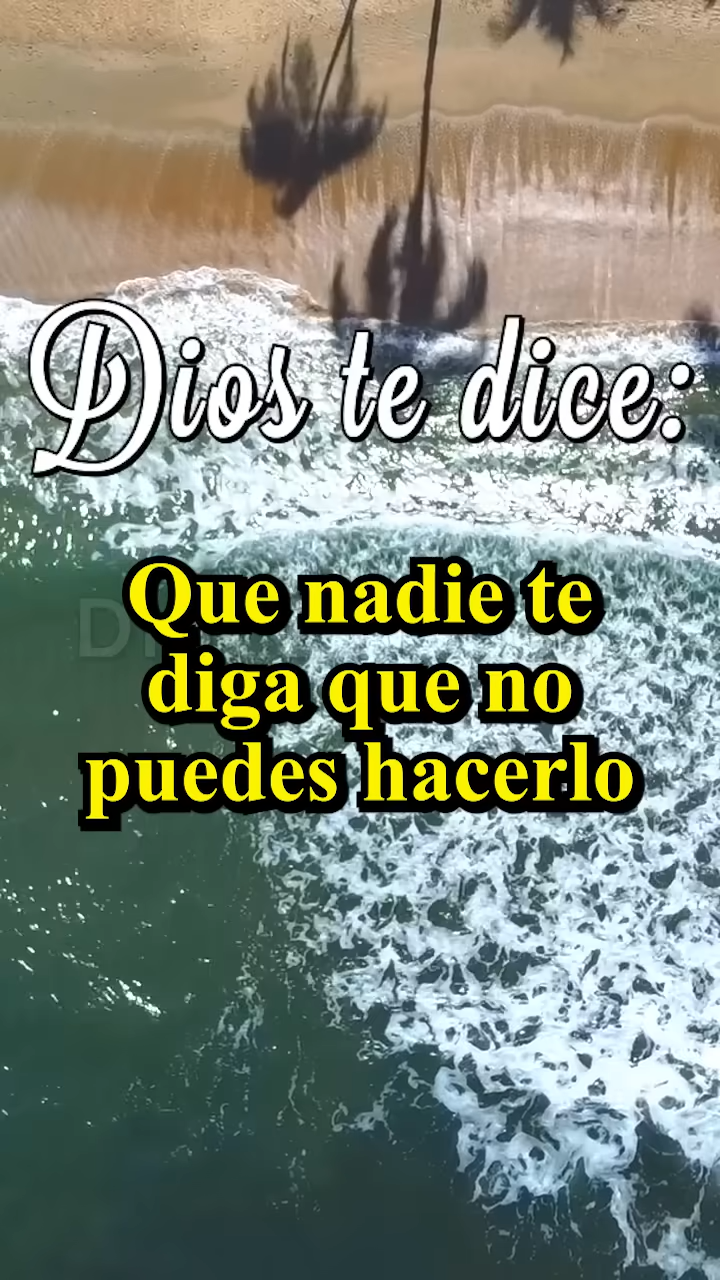 Dios te dice:
Que nadie te
diga que no
puedes hacerlo